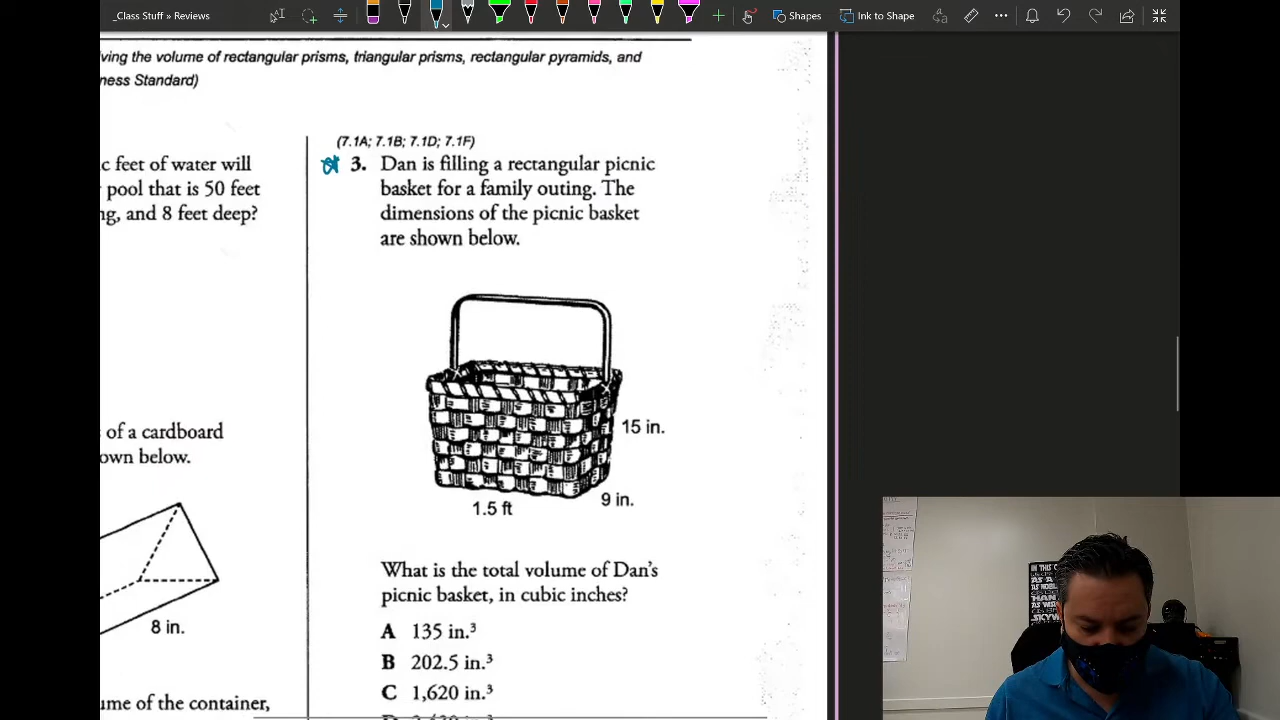 _Class Stuff » Reviews
Shapes
Ink to Shape
ving the volume of rectangular prisms, triangular prisms, rectangular pyramids, and
ness Standard)
c feet of water will
pool that is 50 feet
ng, and 8 feet deep?
of a cardboard
own below.
8 in.
ume of the container,
(7.1A; 7.1B; 7.1D; 7.1F)
3. Dan is filling a rectangular picnic
basket for a family outing. The
dimensions of the picnic basket
are shown below.
15 in.
9 in.
1.5 ft
What is the total volume of Dan's
picnic basket, in cubic inches?
A 135 in.³
B 202.5 in.³
C 1,620 in.³
IN THIS C
AS A